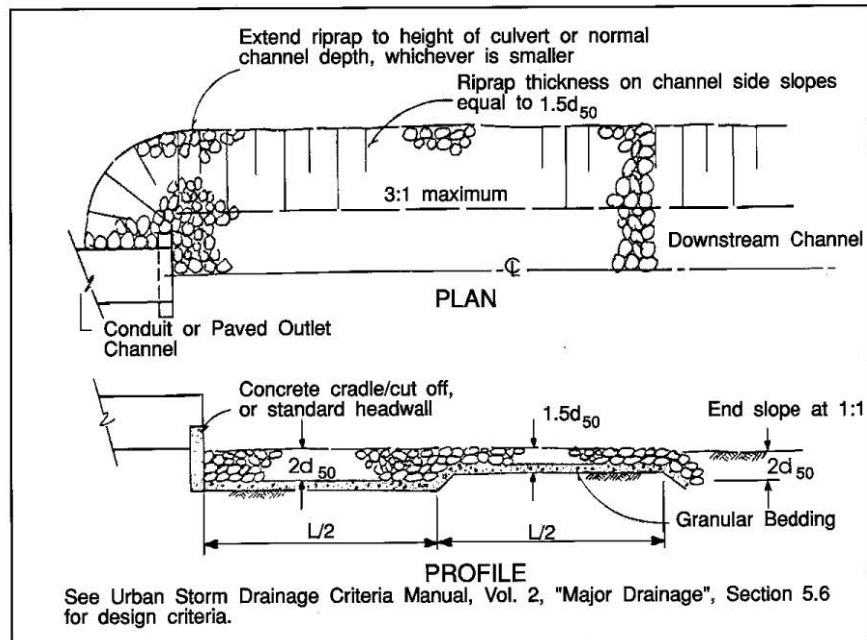 Extend riprap to height of culvert or normal
channel depth, whichever is smaller
Riprap thickness on channel side slopes
equal to 1.5d50
3:1 maximum
Downstream Channel
℄
PLAN
Conduit or Paved Outlet
Channel
Concrete cradle/cut off,
or standard headwall
1.5d50
End slope at 1:1
2d50
2d50
Granular Bedding
L/2
L/2
PROFILE
See Urban Storm Drainage Criteria Manual, Vol. 2, "Major Drainage", Section 5.6
for design criteria.